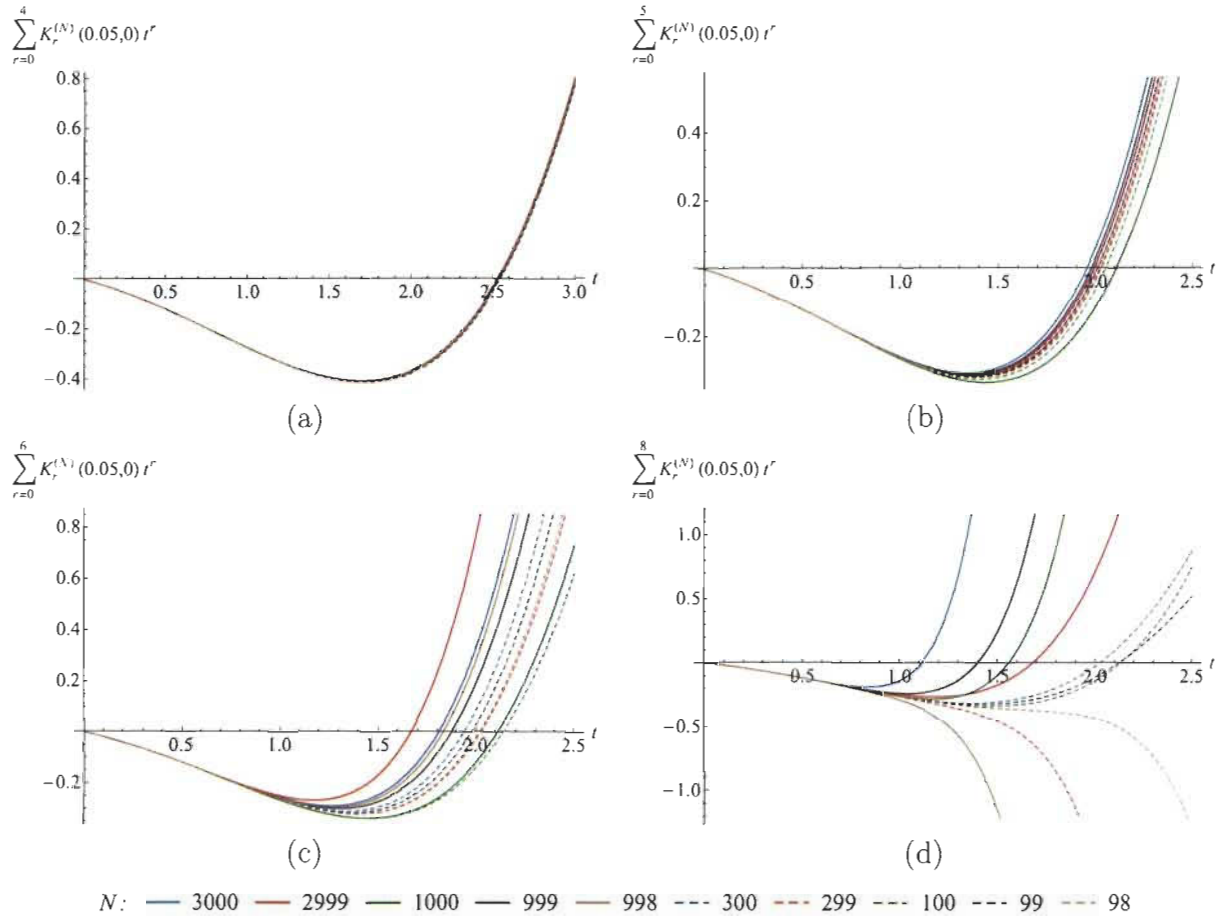 4
∑ K_r^{(N)} (0.05,0) t^r
r=0
0.8
0.6
0.4
0.2
-0.2
-0.4
0.5 1.0 1.5 2.0 2.5 3.0 t
(a)
5
∑ K_r^{(N)} (0.05,0) t^r
r=0
0.4
0.2
-0.2
0.5 1.0 1.5 2.0 2.5 t
(b)
6
∑ K_r^{(N)} (0.05,0) t^r
r=0
0.8
0.6
0.4
0.2
-0.2
0.5 1.0 1.5 2.0 2.5 t
(c)
8
∑ K_r^{(N)} (0.05,0) t^r
r=0
1.0
0.5
-0.5
-1.0
0.5 1.0 1.5 2.0 2.5 t
(d)
N: 3000 2999 1000 999 998 300 299 100 99 98